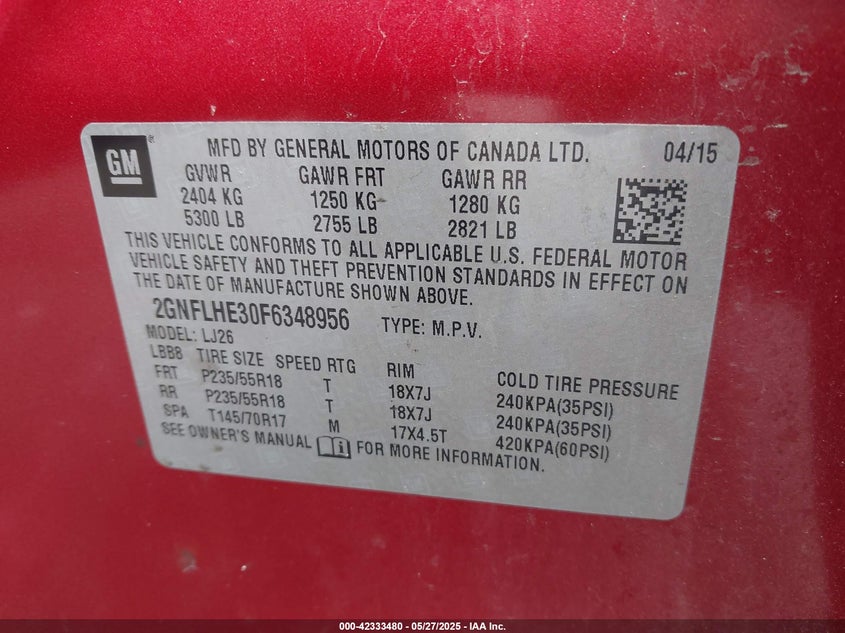 GM
MFD BY GENERAL MOTORS OF CANADA LTD. 04/15
GVWR GAWR FRT GAWR RR
2404 KG 1250 KG 1280 KG
5300 LB 2755 LB 2821 LB
THIS VEHICLE CONFORMS TO ALL APPLICABLE U.S. FEDERAL MOTOR
VEHICLE SAFETY AND THEFT PREVENTION STANDARDS IN EFFECT ON
THE DATE OF MANUFACTURE SHOWN ABOVE.
2GNFLHE30F6348956 TYPE: M.P.V.
MODEL: LJ26
LBB8 TIRE SIZE SPEED RTG RIM COLD TIRE PRESSURE
FRT P235/55R18 T 18X7J 240KPA(35PSI)
RR P235/55R18 T 18X7J 240KPA(35PSI)
SPA T145/70R17 M 17X4.5T 420KPA(60PSI)
SEE OWNER'S MANUAL i FOR MORE INFORMATION.
000-42333480 - 05/27/2025 - IAA Inc.